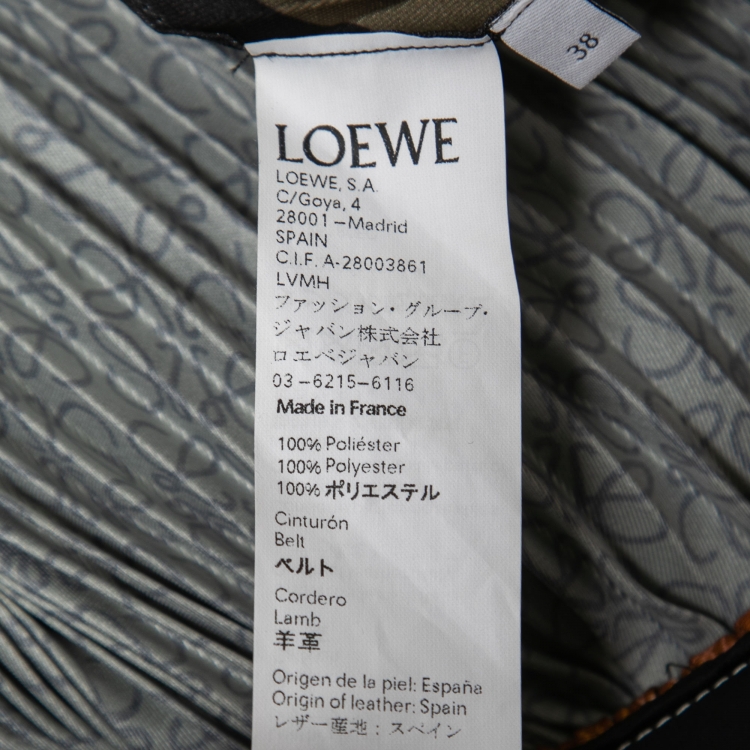 38
LOEWE
LOEWE, S.A.
C/Goya, 4
28001-Madrid
SPAIN
C.I.F. A-28003861
LVMH
ファッション・グループ・
ジャパン株式会社
ロエベジャパン
03-6215-6116
Made in France
100% Poliéster
100% Polyester
100% ポリエステル
Cinturón
Belt
ベルト
Cordero
Lamb
羊革
Origen de la piel: España
Origin of leather: Spain
レザー産地：スペイン